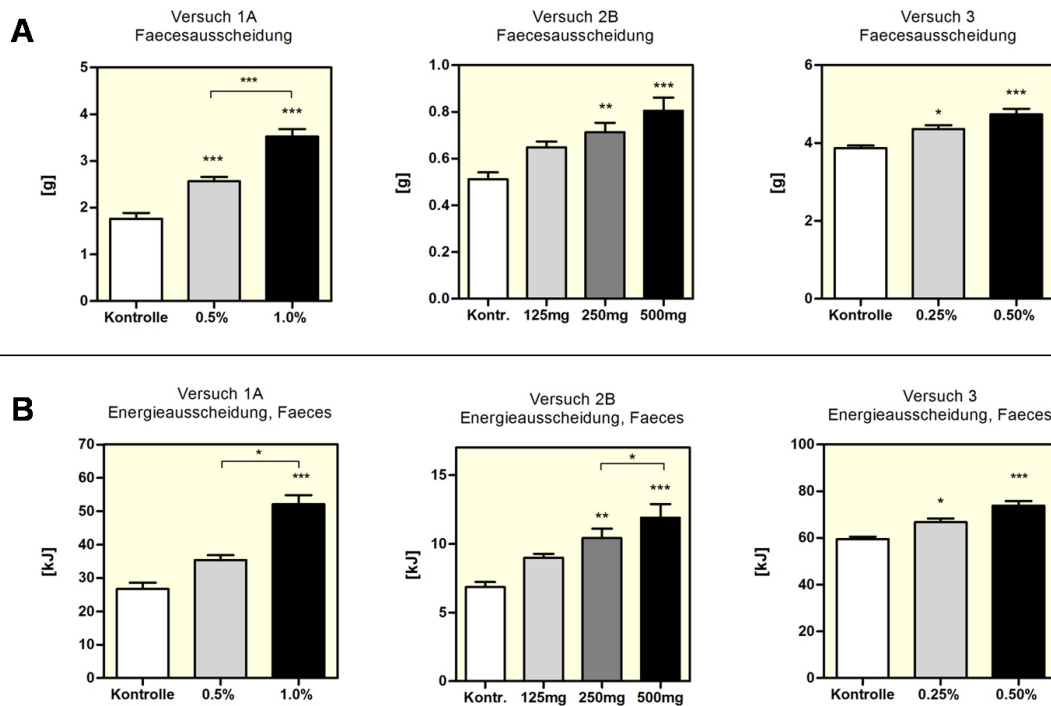 A
Versuch 1A
Faecesausscheidung
[g]
5
4
3
2
1
0
***
***
***
Kontrolle 0.5% 1.0%
Versuch 2B
Faecesausscheidung
[g]
1.0
0.8
0.6
0.4
0.2
0.0
**
***
Kontr. 125mg 250mg 500mg
Versuch 3
Faecesausscheidung
[g]
6
4
2
0
*
***
Kontrolle 0.25% 0.50%
B
Versuch 1A
Energieausscheidung, Faeces
[kJ]
70
60
50
40
30
20
10
0
*
***
Kontrolle 0.5% 1.0%
Versuch 2B
Energieausscheidung, Faeces
[kJ]
15
10
5
0
*
**
***
Kontr. 125mg 250mg 500mg
Versuch 3
Energieausscheidung, Faeces
[kJ]
100
80
60
40
20
0
*
***
Kontrolle 0.25% 0.50%